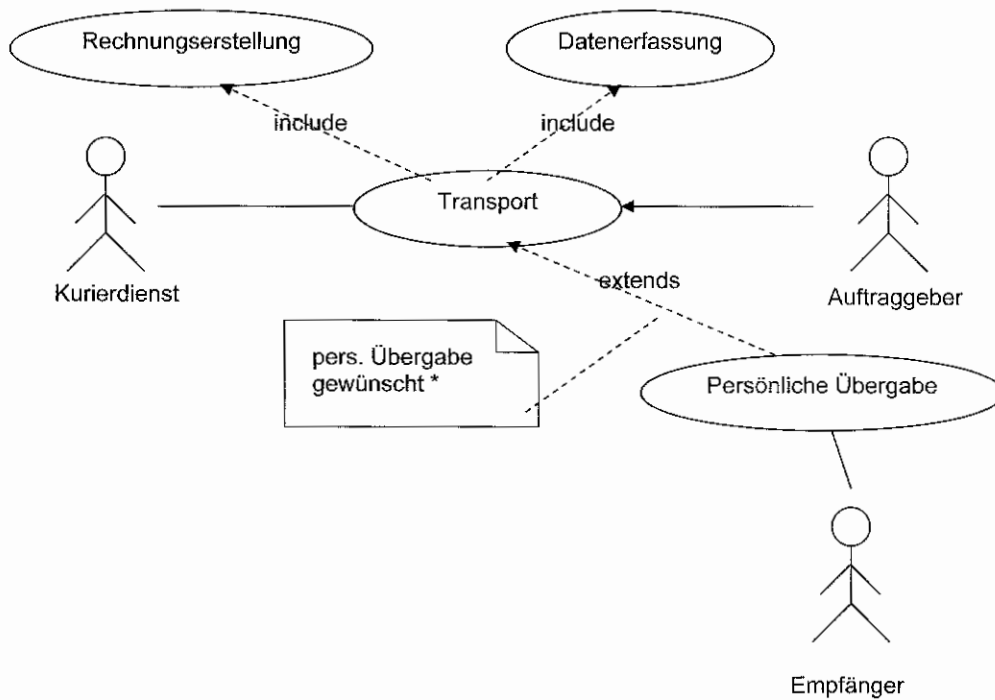 Rechnungserstellung
Datenerfassung
include
include
Transport
Kurierdienst
extends
Auftraggeber
pers. Übergabe
gewünscht *
Persönliche Übergabe
Empfänger